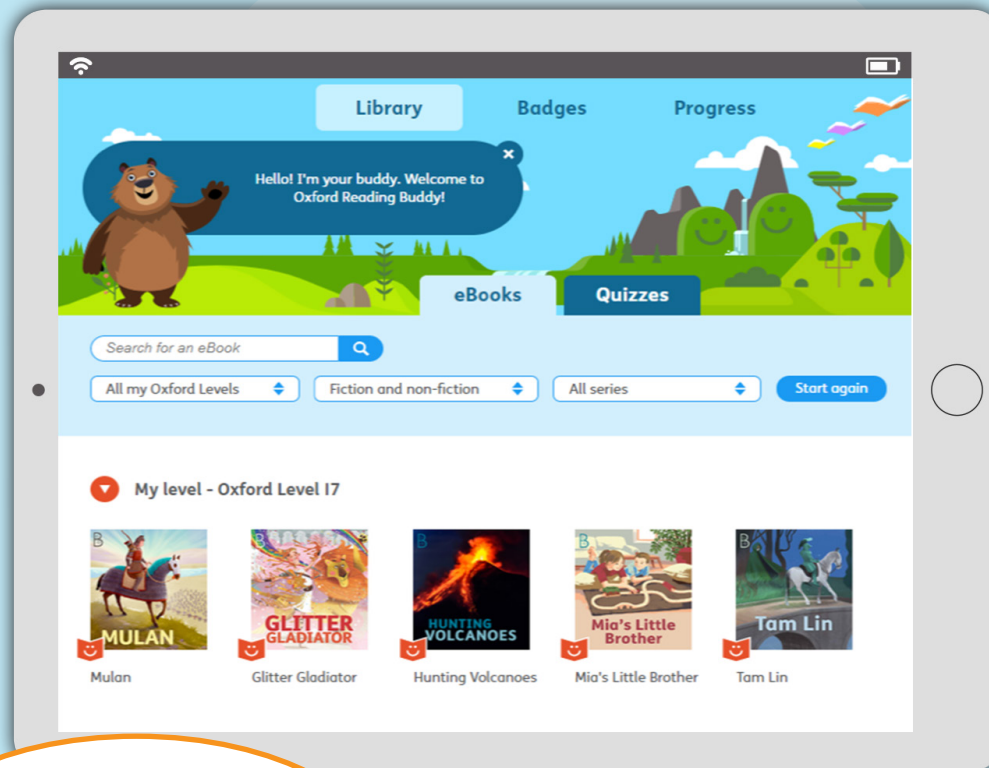 Library
Badges
Progress
Hello! I'm your buddy. Welcome to
Oxford Reading Buddy!
eBooks
Quizzes
Search for an eBook
All my Oxford Levels
Fiction and non-fiction
All series
Start again
My level - Oxford Level 17
B
MULAN
B
GLITTER
GLADIATOR
B
HUNTING
VOLCANOES
B
Mia's Little
Brother
B
Tam Lin
Mulan
Glitter Gladiator
Hunting Volcanoes
Mia's Little Brother
Tam Lin